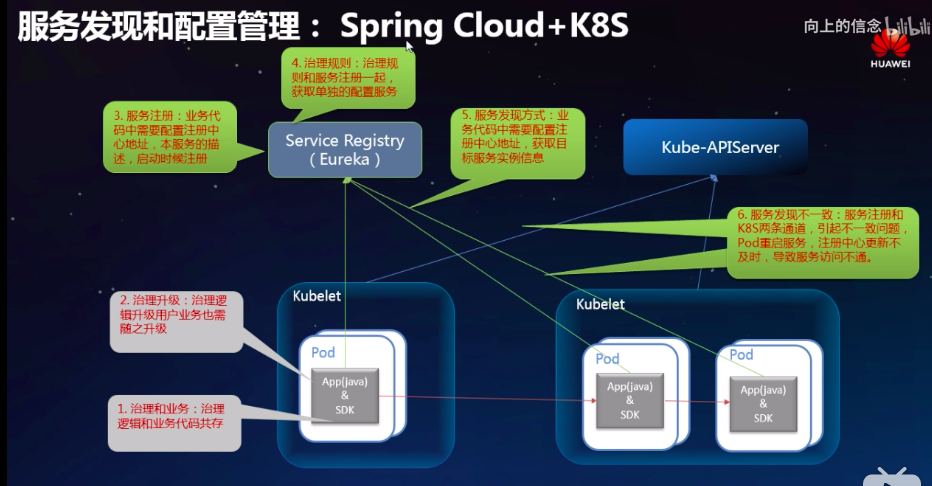 服务发现和配置管理： Spring Cloud+K8S
向上的信念 bilibili
HUAWEI
4. 治理规则：治理规
则和服务注册一起，
获取单独的配置服务
3. 服务注册：业务代
码中需要配置注册中
心地址，本服务的描
述，启动时候注册
Service Registry
（Eureka）
5. 服务发现方式：业
务代码中需要配置注
册中心地址，获取目
标服务实例信息
Kube-APIServer
6. 服务发现不一致：服务注册和
K8S两条通道，引起不一致问题，
Pod重启服务，注册中心更新不
及时，导致服务访问不通。
2. 治理升级：治理逻
辑升级用户业务也需
随之升级
1. 治理和业务：治理
逻辑和业务代码共存
Kubelet
Pod
App(java)
&
SDK
Kubelet
Pod
App(java)
&
SDK
Pod
App(java)
&
SDK